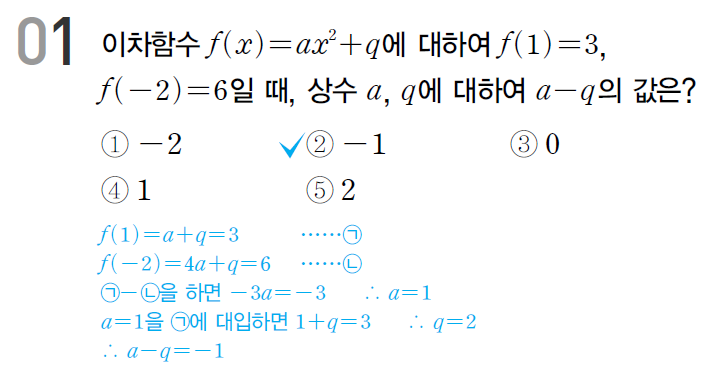 01 이차함수 f(x)=ax²+q에 대하여 f(1)=3,
f(-2)=6일 때, 상수 a, q에 대하여 a-q의 값은?
① -2 ✓② -1 ③ 0
④ 1 ⑤ 2
f(1)=a+q=3 ……㉠
f(-2)=4a+q=6 ……㉡
㉠-㉡을 하면 -3a=-3 ∴ a=1
a=1을 ㉠에 대입하면 1+q=3 ∴ q=2
∴ a-q=-1